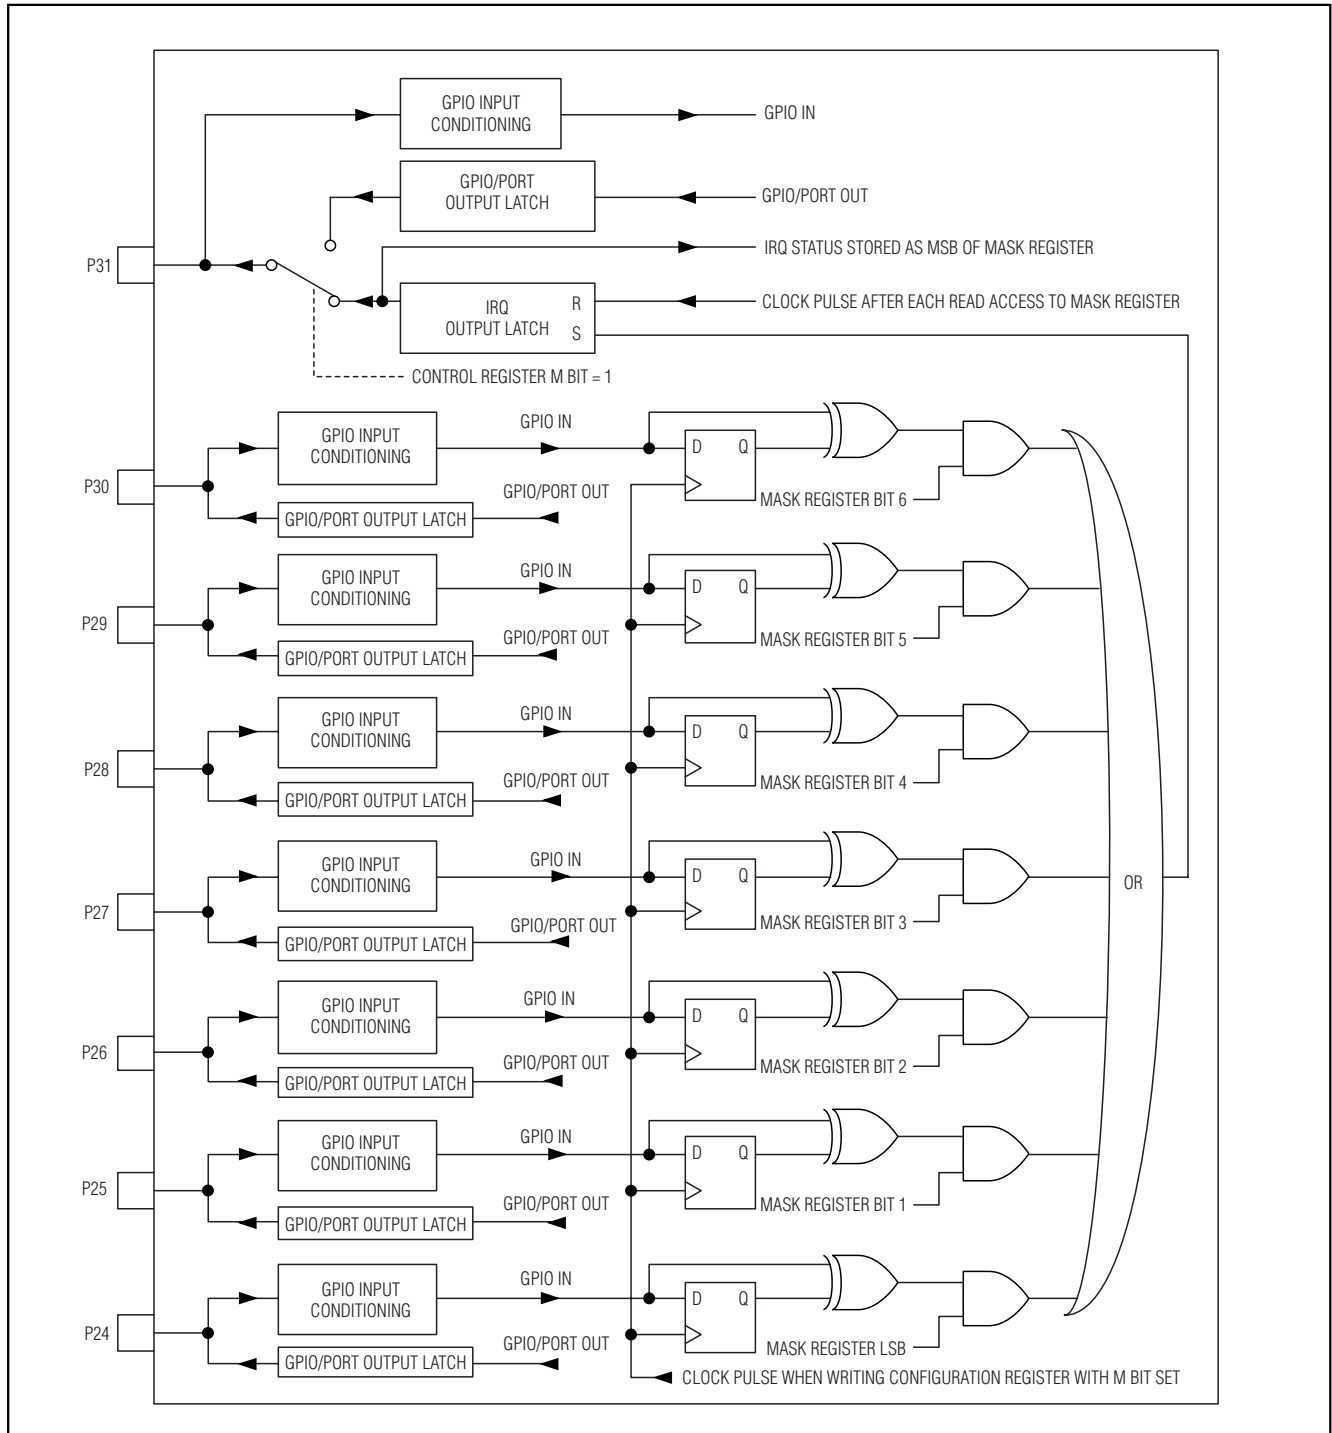 GPIO INPUT
CONDITIONING
GPIO IN
GPIO/PORT
OUTPUT LATCH
GPIO/PORT OUT
IRQ STATUS STORED AS MSB OF MASK REGISTER
P31
IRQ
OUTPUT LATCH
R
S
CLOCK PULSE AFTER EACH READ ACCESS TO MASK REGISTER
CONTROL REGISTER M BIT = 1
P30
GPIO INPUT
CONDITIONING
GPIO IN
GPIO/PORT OUT
GPIO/PORT OUTPUT LATCH
D Q
MASK REGISTER BIT 6
P29
GPIO INPUT
CONDITIONING
GPIO IN
GPIO/PORT OUT
GPIO/PORT OUTPUT LATCH
D Q
MASK REGISTER BIT 5
P28
GPIO INPUT
CONDITIONING
GPIO IN
GPIO/PORT OUT
GPIO/PORT OUTPUT LATCH
D Q
MASK REGISTER BIT 4
P27
GPIO INPUT
CONDITIONING
GPIO IN
GPIO/PORT OUT
GPIO/PORT OUTPUT LATCH
D Q
MASK REGISTER BIT 3
OR
P26
GPIO INPUT
CONDITIONING
GPIO IN
GPIO/PORT OUT
GPIO/PORT OUTPUT LATCH
D Q
MASK REGISTER BIT 2
P25
GPIO INPUT
CONDITIONING
GPIO IN
GPIO/PORT OUT
GPIO/PORT OUTPUT LATCH
D Q
MASK REGISTER BIT 1
P24
GPIO INPUT
CONDITIONING
GPIO IN
GPIO/PORT OUT
GPIO/PORT OUTPUT LATCH
D Q
MASK REGISTER LSB
CLOCK PULSE WHEN WRITING CONFIGURATION REGISTER WITH M BIT SET